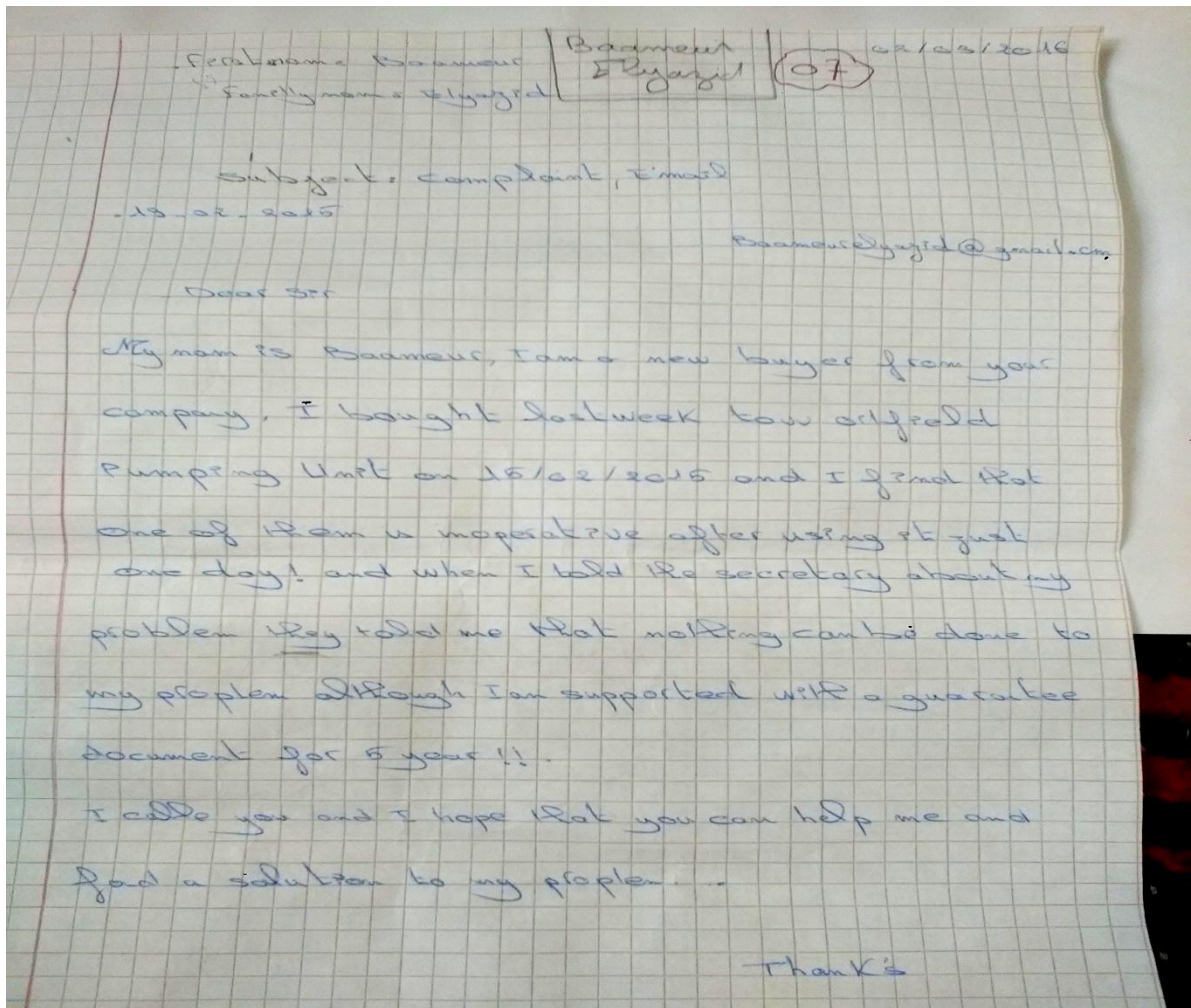 Ferstname Baameur
Baameur
Elyazid
07
02/03/2016
Familly name = Elyazid
Subject: complaint, Email
-19-02-2015
BaameurElyazid@gmail.com
Dear Sir
My nam is Baameur, I am a new buyer from your
company. I bought last week tow oilfield
Pumping Unit on 15/02/2015 and I find that
one of them is inoperative after using it just
one day! and when I told the secretary about my
problem they told me that nothing can be done to
my proplem although I am supported with a guarantee
document for 5 year !!.
I calle you and I hope that you can help me and
find a solution to my proplem...
Thank's